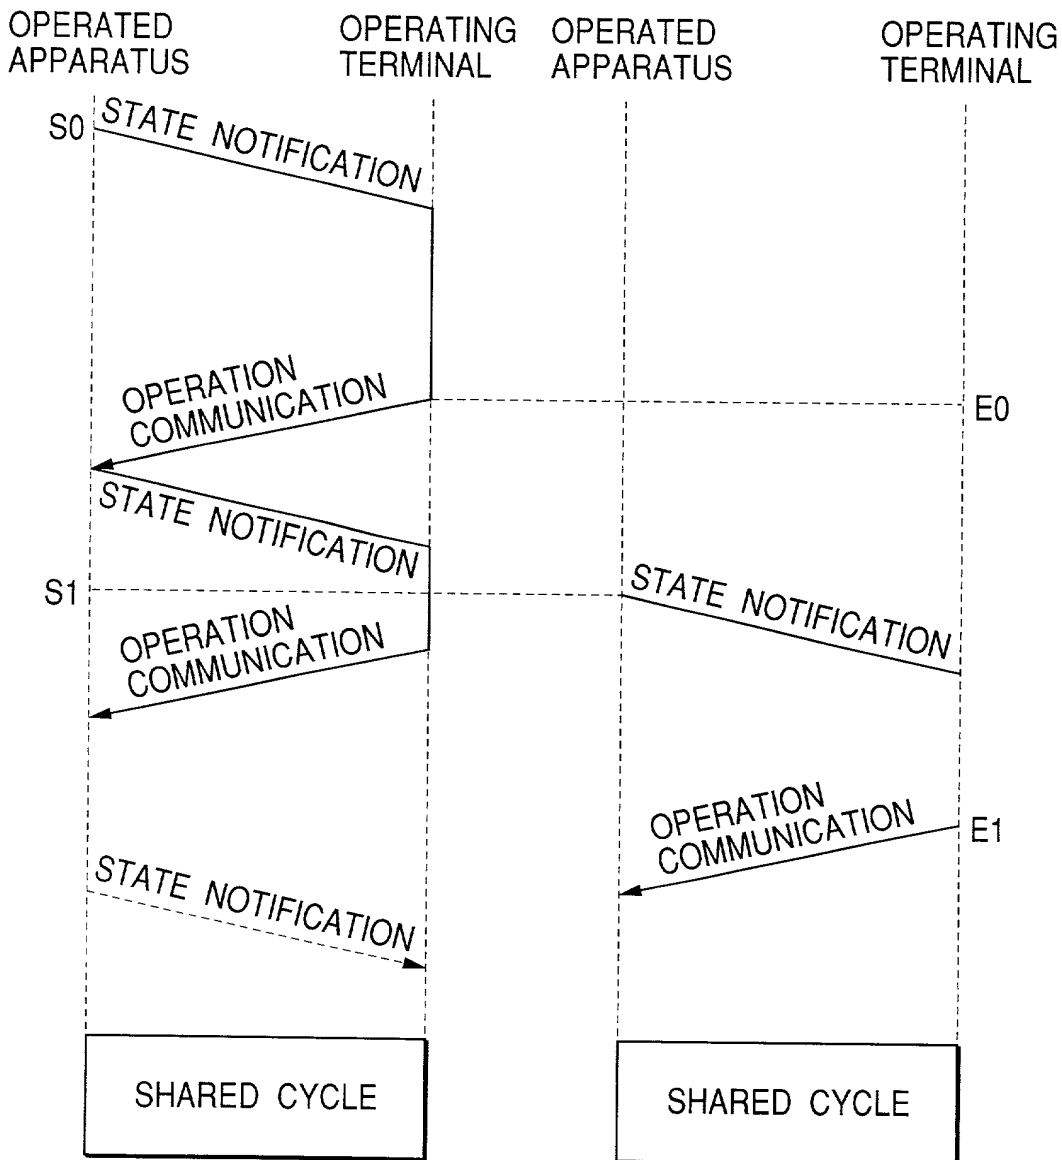 OPERATED
APPARATUS
OPERATING
TERMINAL
OPERATED
APPARATUS
OPERATING
TERMINAL
S0
STATE NOTIFICATION
OPERATION
COMMUNICATION
E0
STATE NOTIFICATION
S1
STATE NOTIFICATION
OPERATION
COMMUNICATION
OPERATION
COMMUNICATION
E1
STATE NOTIFICATION
SHARED CYCLE
SHARED CYCLE